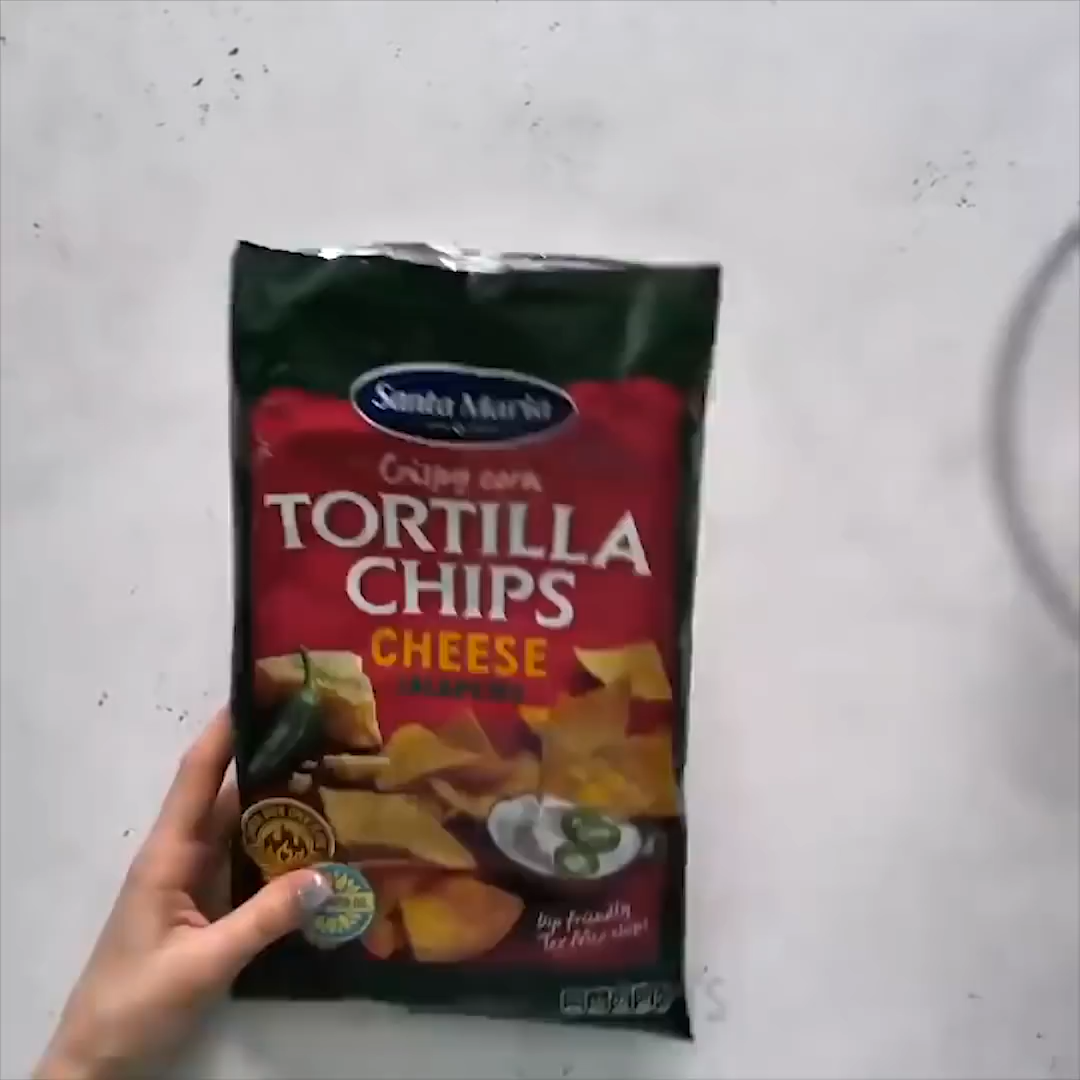 Santa Maria
Crispy corn
TORTILLA
CHIPS
CHEESE
JALAPEÑO
Dip friendly
Tex Mex chips!